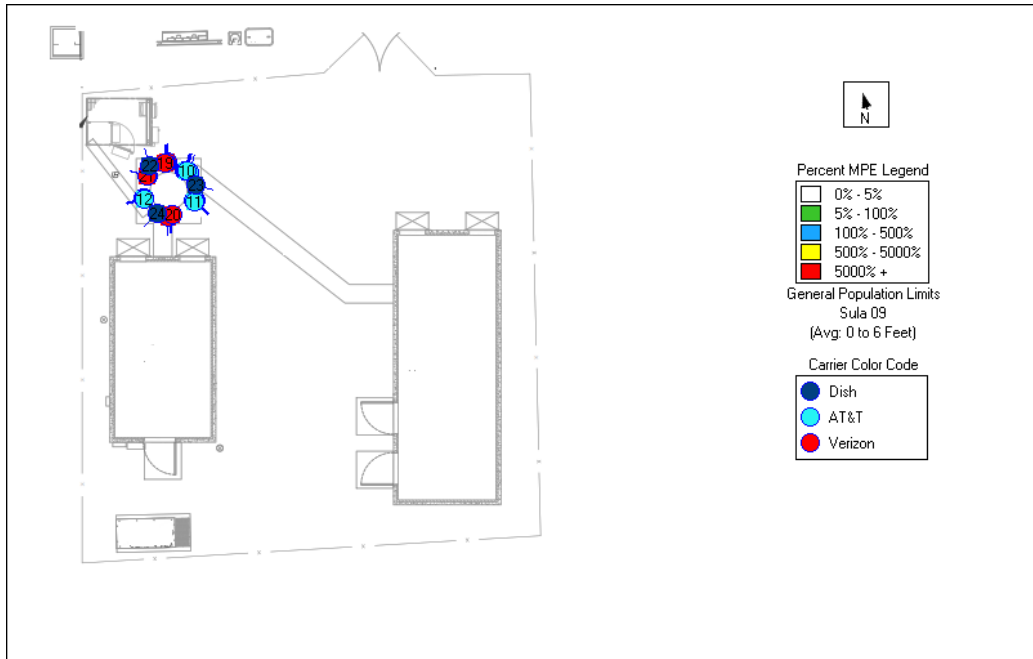 N
Percent MPE Legend
0% - 5%
5% - 100%
100% - 500%
500% - 5000%
5000% +
General Population Limits
Sula 09
(Avg: 0 to 6 Feet)
Carrier Color Code
Dish
AT&T
Verizon
22
19
10
21
23
12
11
24
20